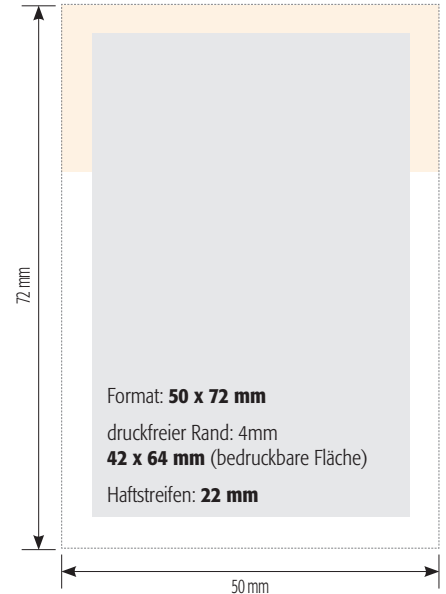 72 mm
Format: 50 x 72 mm
druckfreier Rand: 4mm
42 x 64 mm (bedruckbare Fläche)
Haftstreifen: 22 mm
50 mm